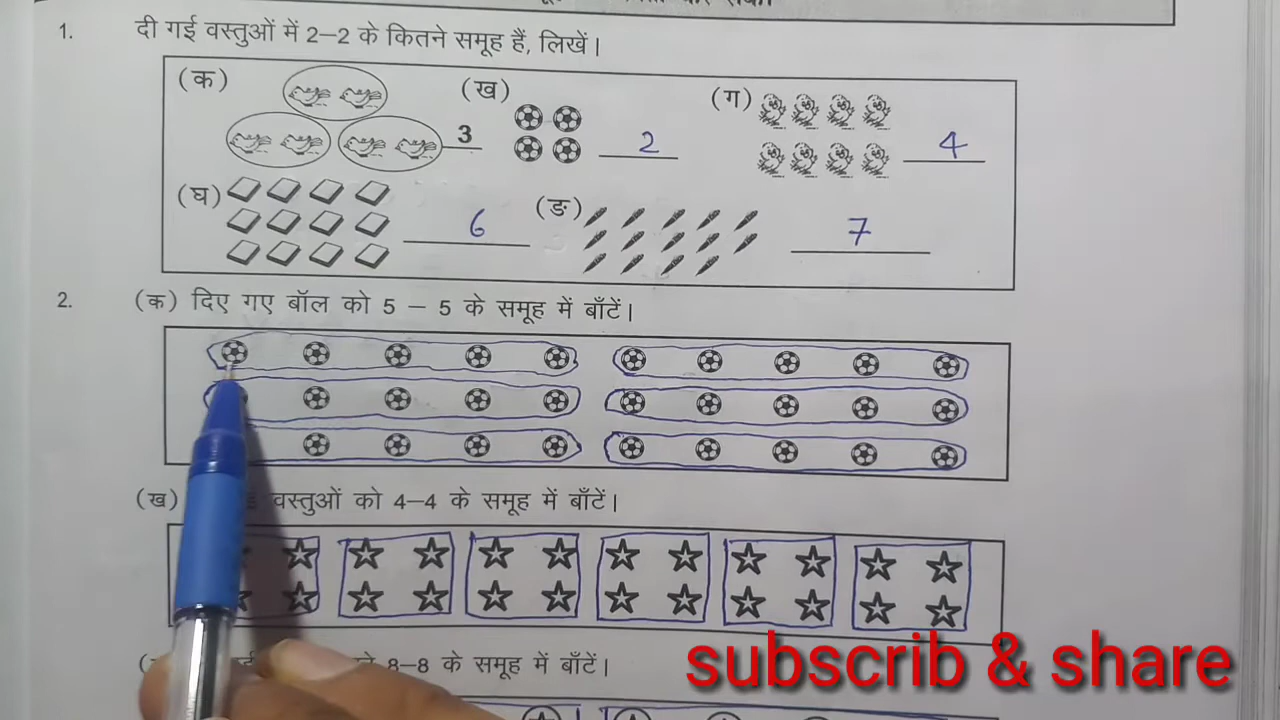 1. दी गई वस्तुओं में 2–2 के कितने समूह हैं, लिखें।
(क) 3 (ख) 2 (ग) 4
(घ) 6 (ङ) 7
2. (क) दिए गए बॉल को 5 – 5 के समूह में बाँटें।
(ख) वस्तुओं को 4–4 के समूह में बाँटें।
8–8 के समूह में बाँटें।
subscrib & share